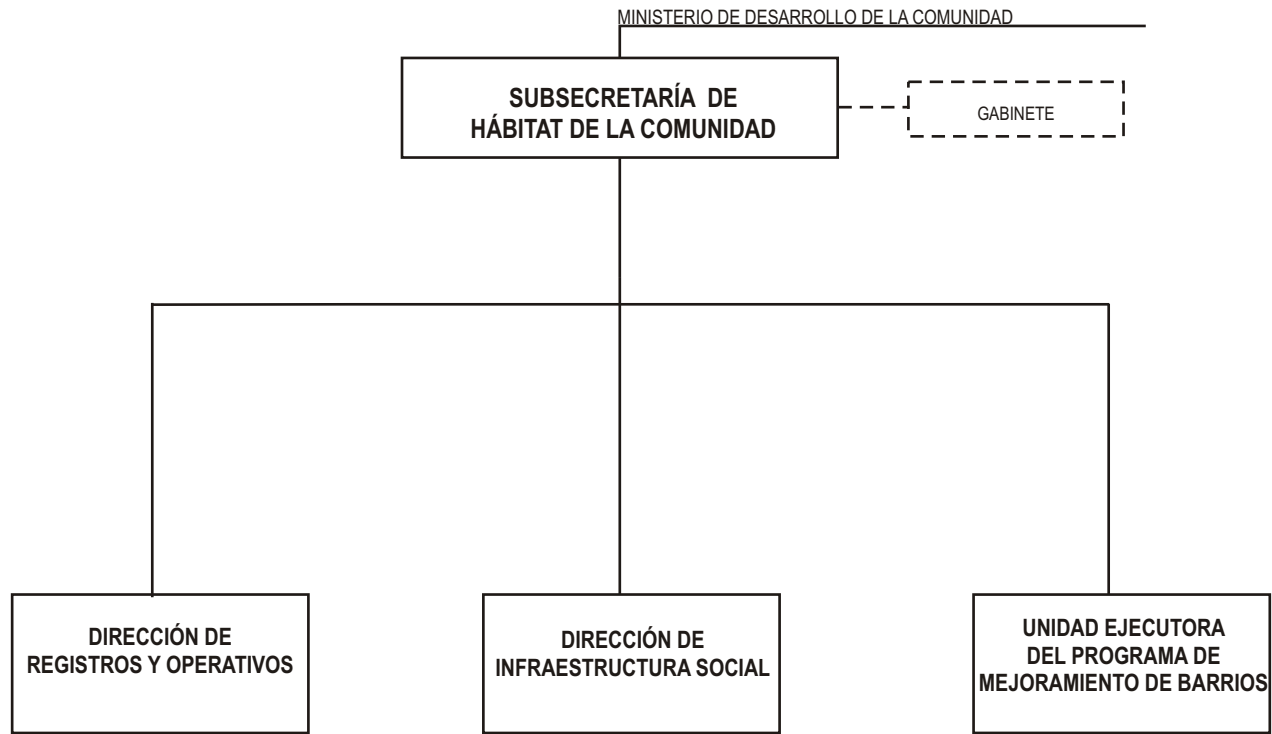 MINISTERIO DE DESARROLLO DE LA COMUNIDAD
SUBSECRETARÍA DE
HÁBITAT DE LA COMUNIDAD
GABINETE
DIRECCIÓN DE
REGISTROS Y OPERATIVOS
DIRECCIÓN DE
INFRAESTRUCTURA SOCIAL
UNIDAD EJECUTORA
DEL PROGRAMA DE
MEJORAMIENTO DE BARRIOS